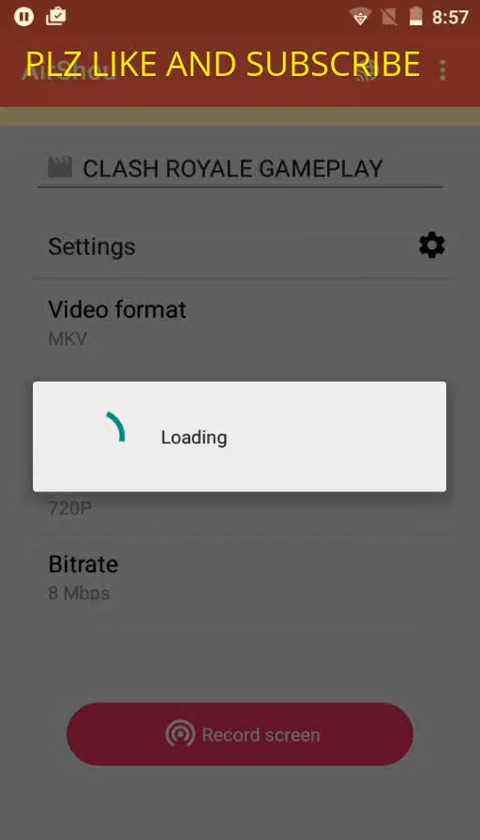 8:57
PLZ LIKE AND SUBSCRIBE
AirShou
CLASH ROYALE GAMEPLAY
Settings
Video format
MKV
Loading
720P
Bitrate
8 Mbps
Record screen